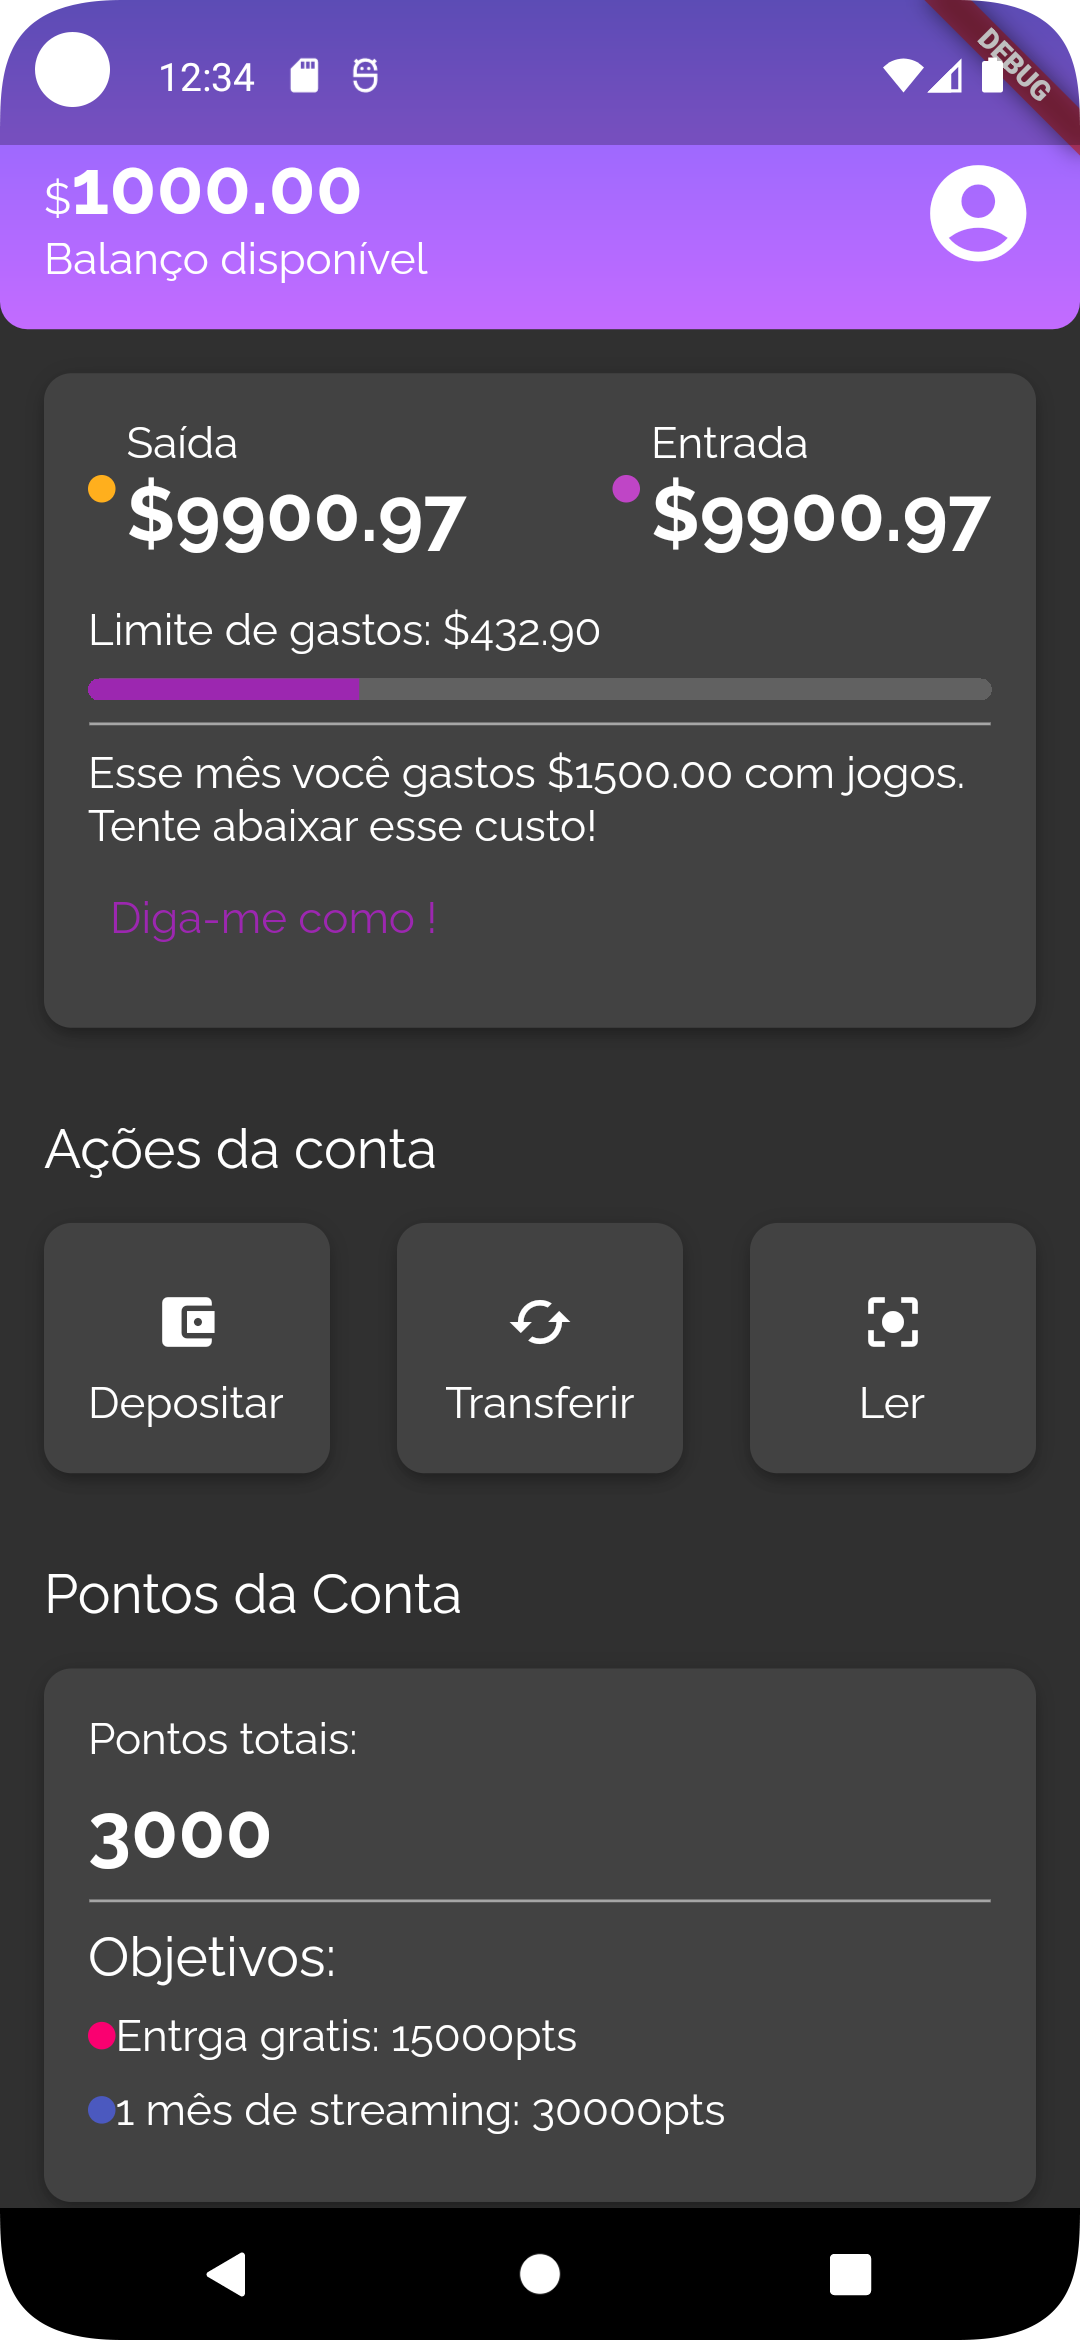 12:34
DEBUG
$1000.00
Balanço disponível
Saída
Entrada
$9900.97
$9900.97
Limite de gastos: $432.90
Esse mês você gastos $1500.00 com jogos.
Tente abaixar esse custo!
Diga-me como !
Ações da conta
Depositar
Transferir
Ler
Pontos da Conta
Pontos totais:
3000
Objetivos:
Entrga gratis: 15000pts
1 mês de streaming: 30000pts